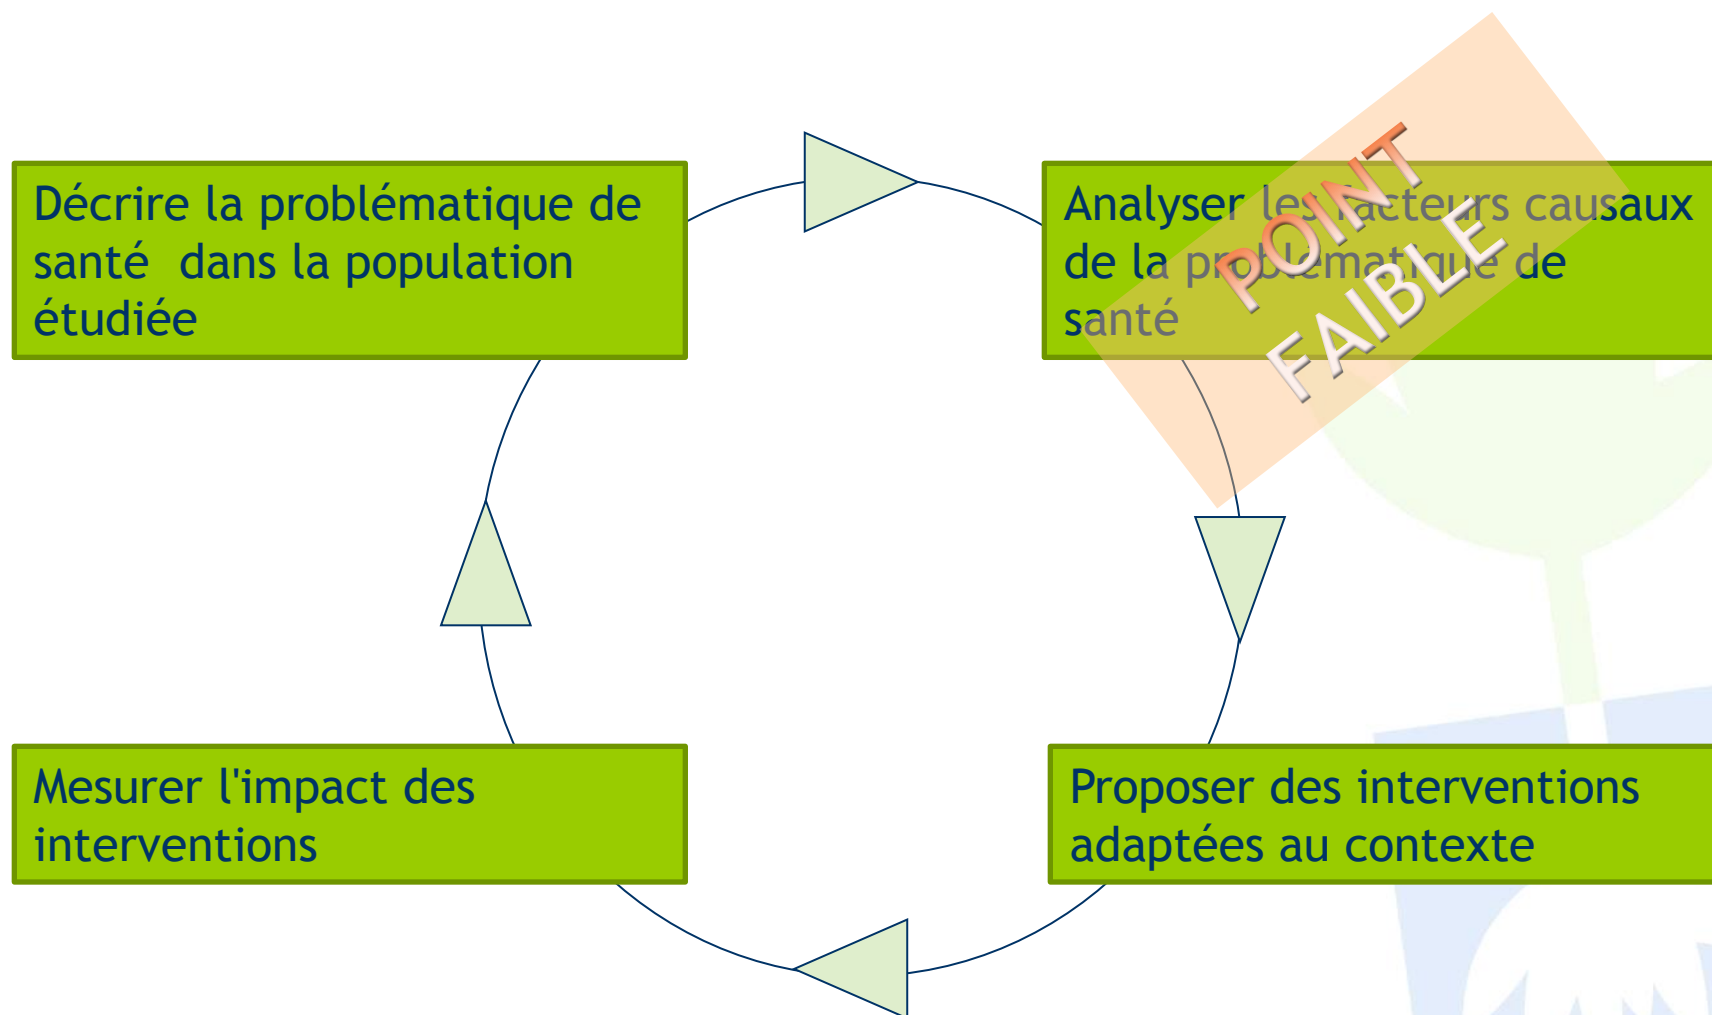 Décrire la problématique de
santé dans la population
étudiée
Analyser les facteurs causaux
de la problématique de
santé
POINT
FAIBLE
Mesurer l'impact des
interventions
Proposer des interventions
adaptées au contexte